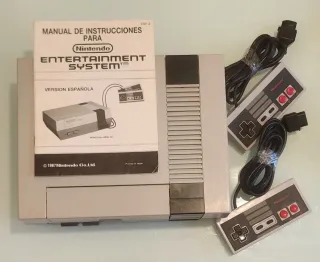 MANUAL DE INSTRUCCIONES
PARA
Nintendo
ENTERTAINMENT
SYSTEM
VERSION ESPAÑOLA
© 1987 Nintendo Co., Ltd.